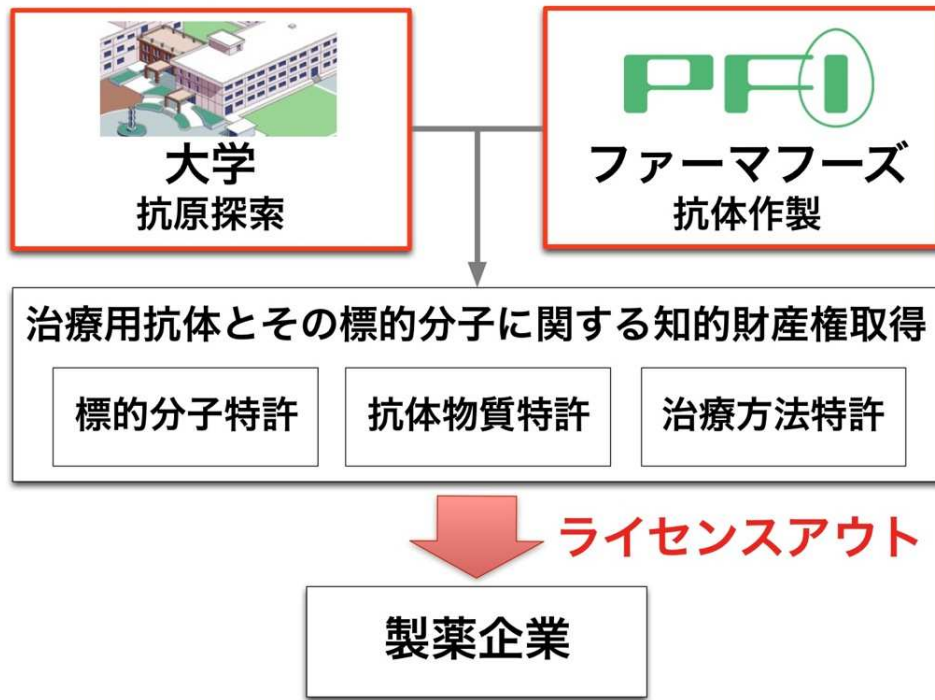 大学
抗原探索
PFI
ファーマフーズ
抗体作製
治療用抗体とその標的分子に関する知的財産権取得
標的分子特許
抗体物質特許
治療方法特許
ライセンスアウト
製薬企業